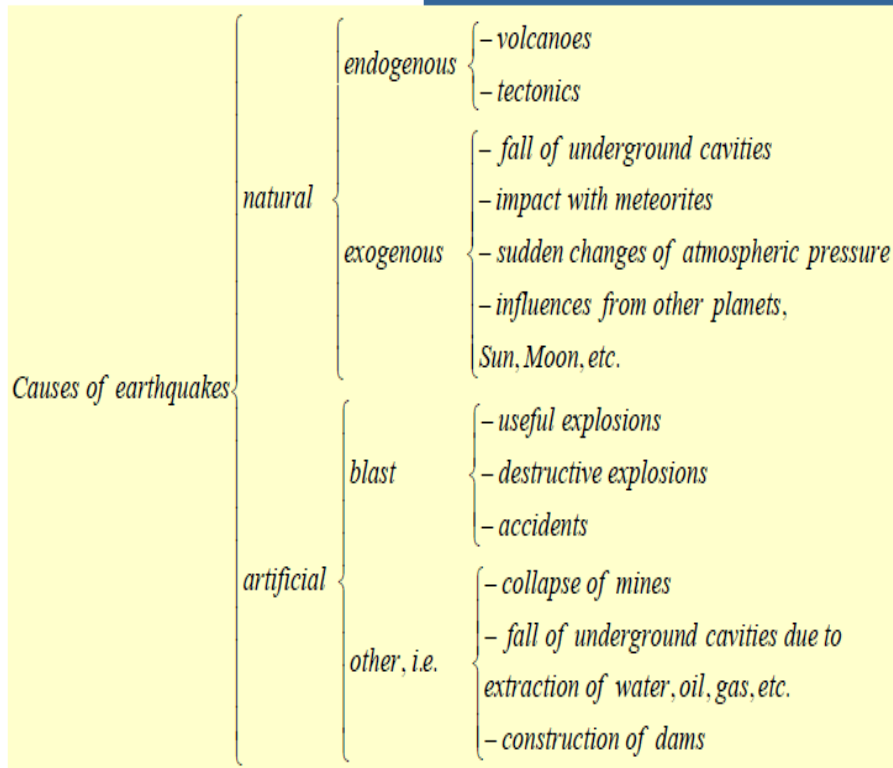 endogenous
– volcanoes
– tectonics
natural
exogenous
– fall of underground cavities
– impact with meteorites
– sudden changes of atmospheric pressure
– influences from other planets,
Sun, Moon, etc.
Causes of earthquakes
blast
– useful explosions
– destructive explosions
– accidents
artificial
other, i.e.
– collapse of mines
– fall of underground cavities due to
extraction of water, oil, gas, etc.
– construction of dams